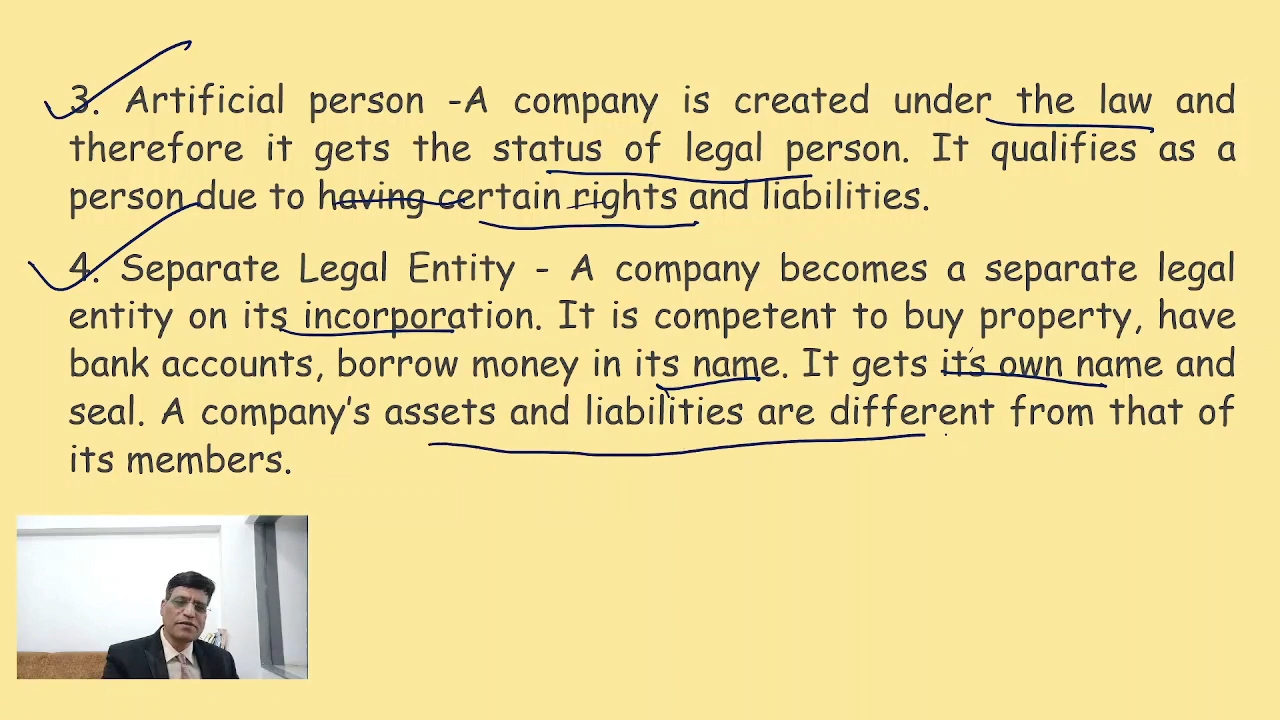 3. Artificial person -A company is created under the law and
therefore it gets the status of legal person. It qualifies as a
person due to having certain rights and liabilities.
4. Separate Legal Entity - A company becomes a separate legal
entity on its incorporation. It is competent to buy property, have
bank accounts, borrow money in its name. It gets it's own name and
seal. A company's assets and liabilities are different from that of
its members.